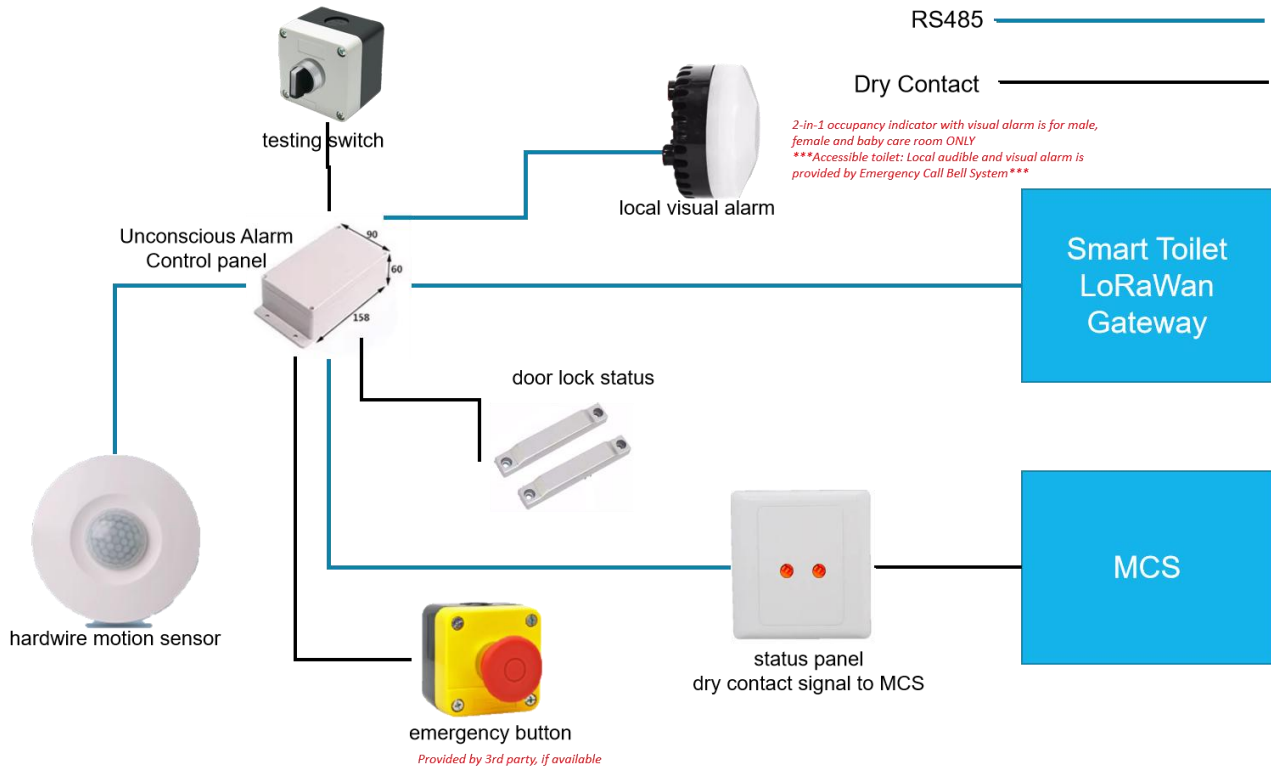 RS485
Dry Contact
2-in-1 occupancy indicator with visual alarm is for male,
female and baby care room ONLY
***Accessible toilet: Local audible and visual alarm is
provided by Emergency Call Bell System***
testing switch
local visual alarm
Unconscious Alarm
Control panel
90
60
158
Smart Toilet
LoRaWan
Gateway
door lock status
hardwire motion sensor
MCS
status panel
dry contact signal to MCS
emergency button
Provided by 3rd party, if available